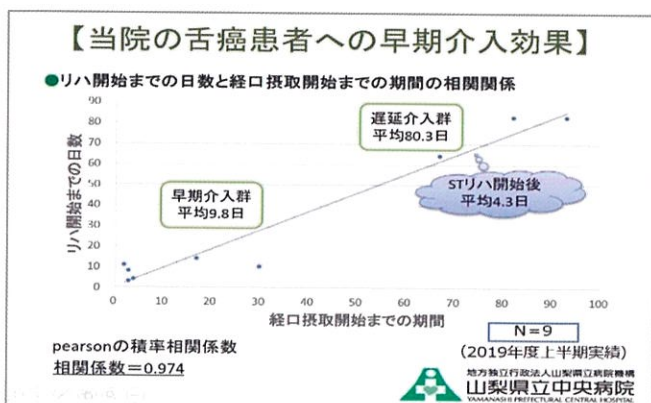 【当院の舌癌患者への早期介入効果】
●リハ開始までの日数と経口摂取開始までの期間の相関関係
90
80
70
60
50
40
30
20
10
0
リハ開始までの日数
遅延介入群
平均80.3日
早期介入群
平均9.8日
STリハ開始後
平均4.3日
0 10 20 30 40 50 60 70 80 90 100
経口摂取開始までの期間
N=9
(2019年度上半期実績)
pearsonの積率相関係数
相関係数=0.974
地方独立行政法人山梨県立病院機構
山梨県立中央病院
YAMANASHI PREFECTURAL CENTRAL HOSPITAL